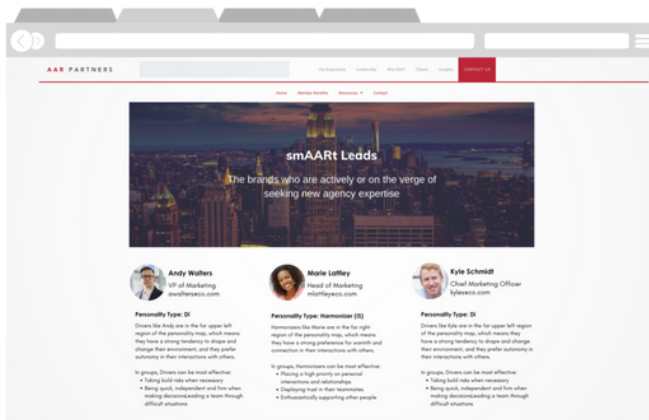 AAR PARTNERS
Our Experience Leadership Why AAR? Clients Insights CONTACT US
Home Member Benefits Resources Contact
smAARt Leads
The brands who are actively or on the verge of
seeking new agency expertise
Andy Walters
VP of Marketing
awalterseco.com
Personality Type: Di
Drivers like Andy are in the far upper left
region of the personality map, which means
they have a strong tendency to shape and
change their environment, and they prefer
autonomy in their interactions with others.
In groups, Drivers can be most effective:
• Taking bold risks when necessary
• Being quick, independent and firm when
making decisionsLeading a team through
difficult situations
Marie Lattley
Head of Marketing
mlattleyeco.com
Personality Type: Harmonizer (IS)
Harmonizers like Marie are in the far right
region of the personality map, which means
they have a strong preference for warmth and
connection in their interactions with others.
In groups, Harmonizers can be most effective:
• Placing a high priority on personal
interactions and relationships
• Displaying trust in their teammates
• Enthusiastically supporting other people
Kyle Schmidt
Chief Marketing Officer
kyleseco.com
Personality Type: Di
Drivers like Kyle are in the far upper left region
of the personality map, which means they have
a strong tendency to shape and change their
environment, and they prefer autonomy in
their interactions with others.
In groups, Drivers can be most effective:
• Taking bold risks when necessary
• Being quick, independent and firm when
making decisionsLeading a team through
difficult situations